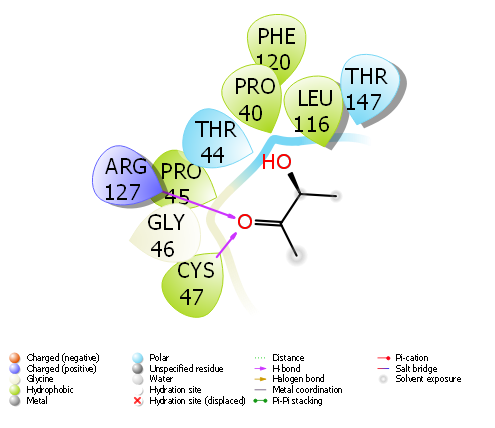 PHE
120
PRO
40
THR
147
LEU
116
THR
44
HO
ARG
127
PRO
45
O
GLY
46
CYS
47
Charged (negative) Polar Distance Pi-cation
Charged (positive) Unspecified residue H-bond Salt bridge
Glycine Water Halogen bond Solvent exposure
Hydrophobic Hydration site Metal coordination
Metal Hydration site (displaced) Pi-Pi stacking